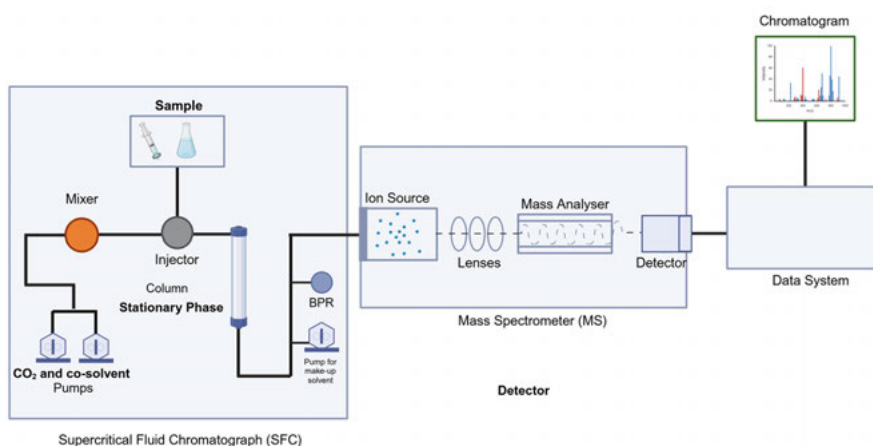 Chromatogram
Sample
Mixer
Injector
Column
Stationary Phase
BPR
CO₂ and co-solvent
Pumps
Pump for
make-up
solvent
Supercritical Fluid Chromatograph (SFC)
Ion Source
Lenses
Mass Analyser
Detector
Mass Spectrometer (MS)
Detector
Data System